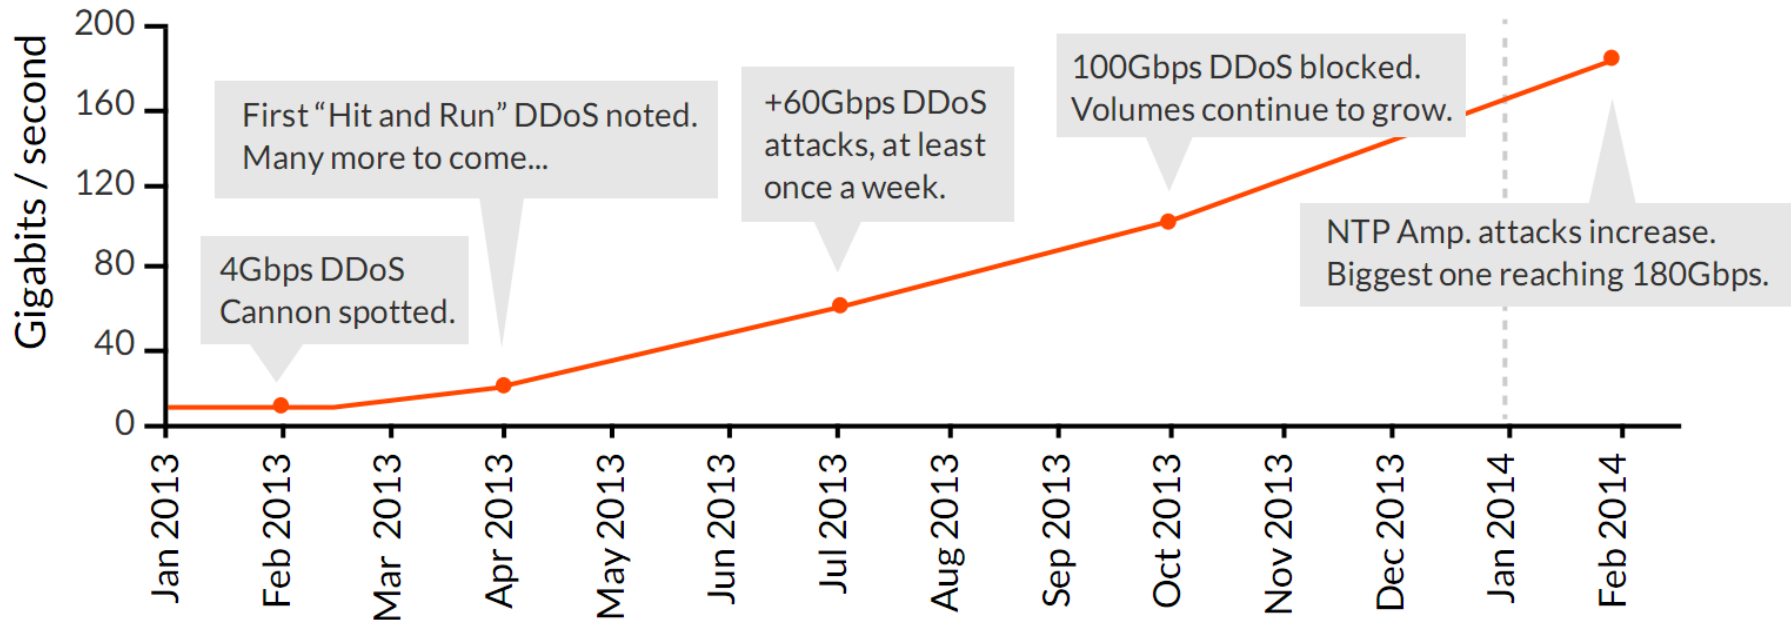 Gigabits / second
200
160
120
80
40
0
First “Hit and Run” DDoS noted.
Many more to come...
4Gbps DDoS
Cannon spotted.
+60Gbps DDoS
attacks, at least
once a week.
100Gbps DDoS blocked.
Volumes continue to grow.
NTP Amp. attacks increase.
Biggest one reaching 180Gbps.
Jan 2013
Feb 2013
Mar 2013
Apr 2013
May 2013
Jun 2013
Jul 2013
Aug 2013
Sep 2013
Oct 2013
Nov 2013
Dec 2013
Jan 2014
Feb 2014